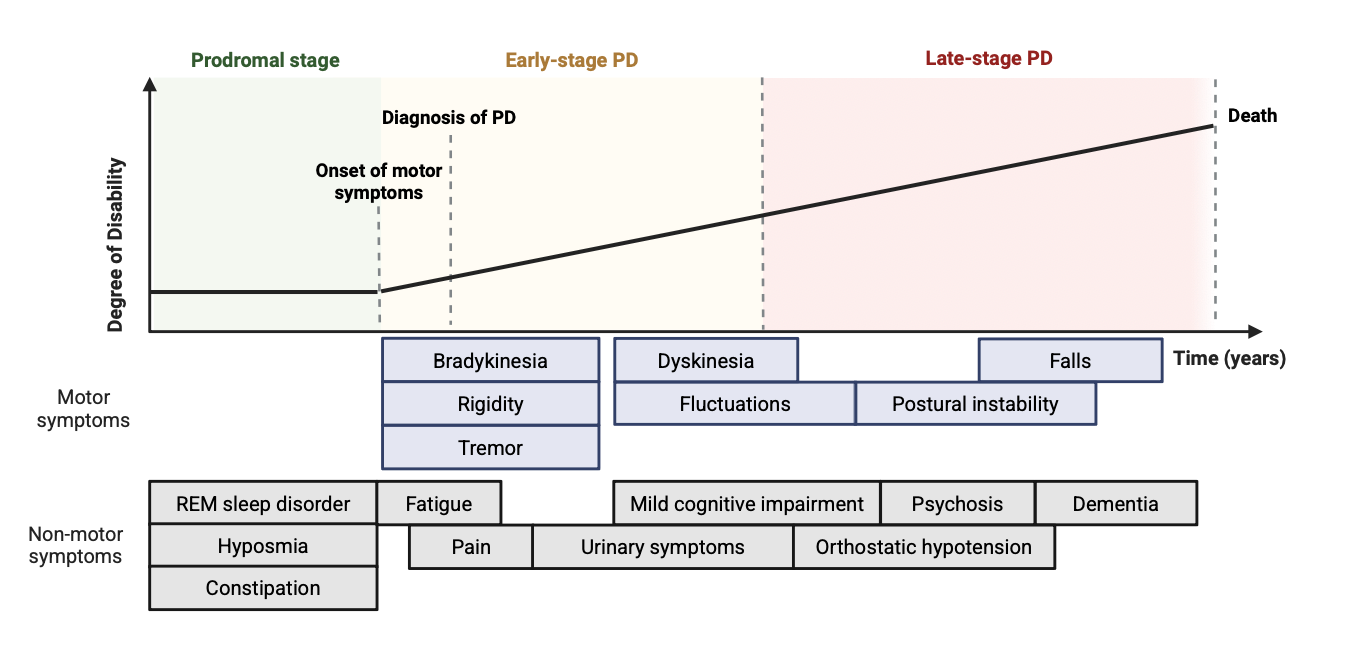 Prodromal stage
Early-stage PD
Late-stage PD
Diagnosis of PD
Death
Onset of motor
symptoms
Degree of Disability
Time (years)
Motor
symptoms
Bradykinesia
Dyskinesia
Falls
Rigidity
Fluctuations
Postural instability
Tremor
Non-motor
symptoms
REM sleep disorder
Fatigue
Mild cognitive impairment
Psychosis
Dementia
Hyposmia
Pain
Urinary symptoms
Orthostatic hypotension
Constipation